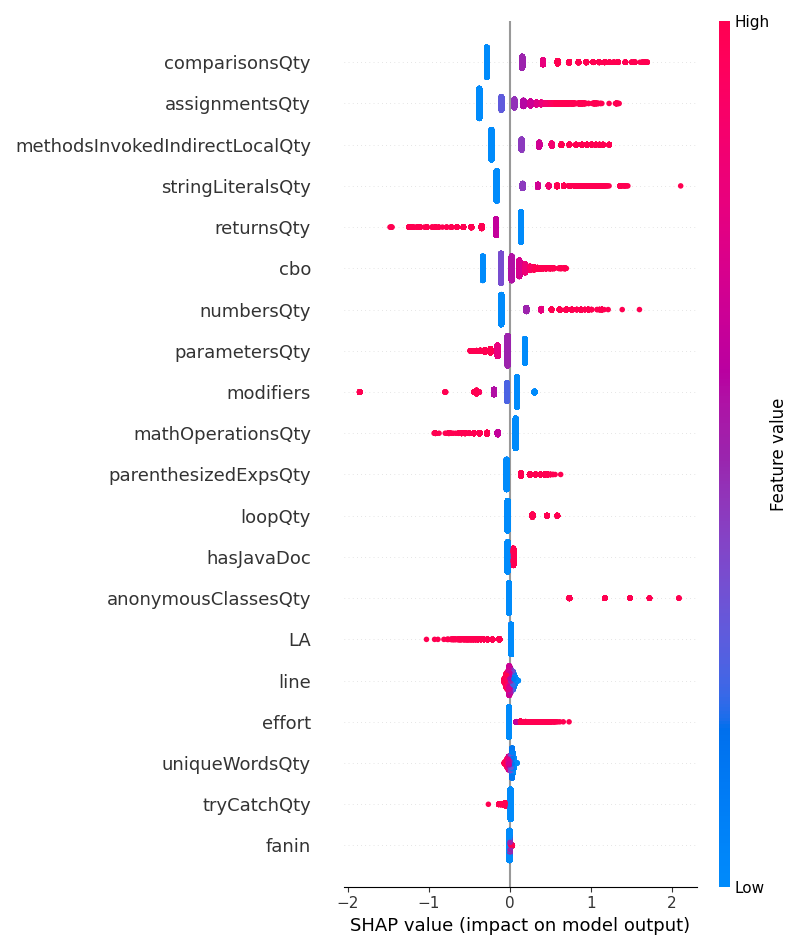 High
comparisonsQty
assignmentsQty
methodsInvokedIndirectLocalQty
stringLiteralsQty
returnsQty
cbo
numbersQty
parametersQty
modifiers
mathOperationsQty
parenthesizedExpsQty
loopQty
hasJavaDoc
anonymousClassesQty
LA
line
effort
uniqueWordsQty
tryCatchQty
fanin
Feature value
Low
−2 −1 0 1 2
SHAP value (impact on model output)